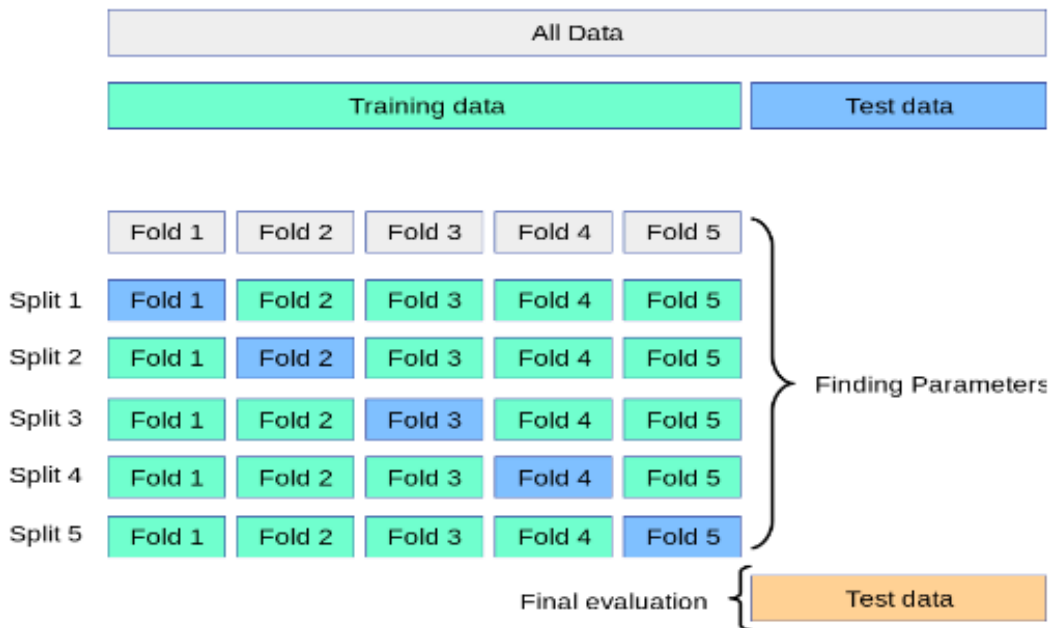 All Data
Training data Test data
Fold 1 Fold 2 Fold 3 Fold 4 Fold 5
Split 1 Fold 1 Fold 2 Fold 3 Fold 4 Fold 5
Split 2 Fold 1 Fold 2 Fold 3 Fold 4 Fold 5
Finding Parameters
Split 3 Fold 1 Fold 2 Fold 3 Fold 4 Fold 5
Split 4 Fold 1 Fold 2 Fold 3 Fold 4 Fold 5
Split 5 Fold 1 Fold 2 Fold 3 Fold 4 Fold 5
Final evaluation Test data